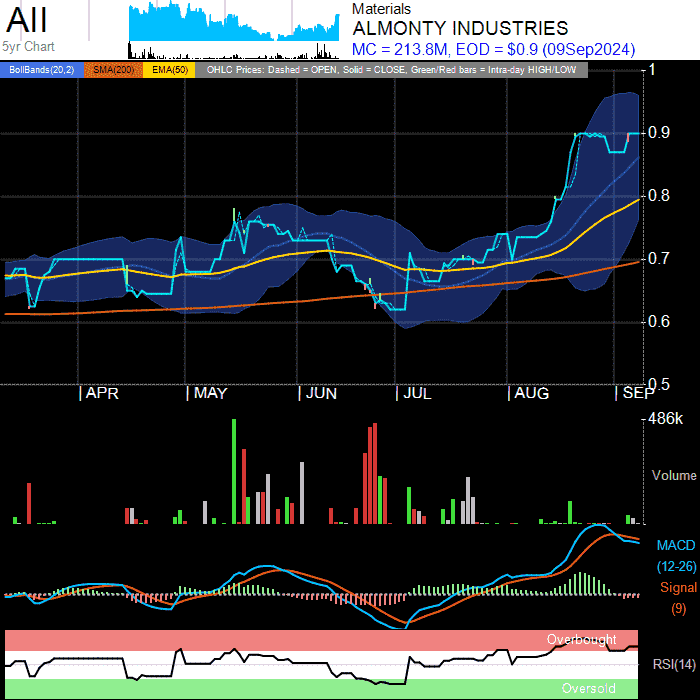 AII
5yr Chart
Materials
ALMONTY INDUSTRIES
MC = 213.8M, EOD = $0.9 (09Sep2024)
BollBands(20,2) SMA(200) EMA(50) OHLC Prices: Dashed = OPEN, Solid = CLOSE, Green/Red bars = Intra-day HIGH/LOW
1
0.9
0.8
0.7
0.6
0.5
| APR | MAY | JUN | JUL | AUG | SEP
486k
Volume
MACD
(12-26)
Signal
(9)
Overbought
RSI(14)
Oversold